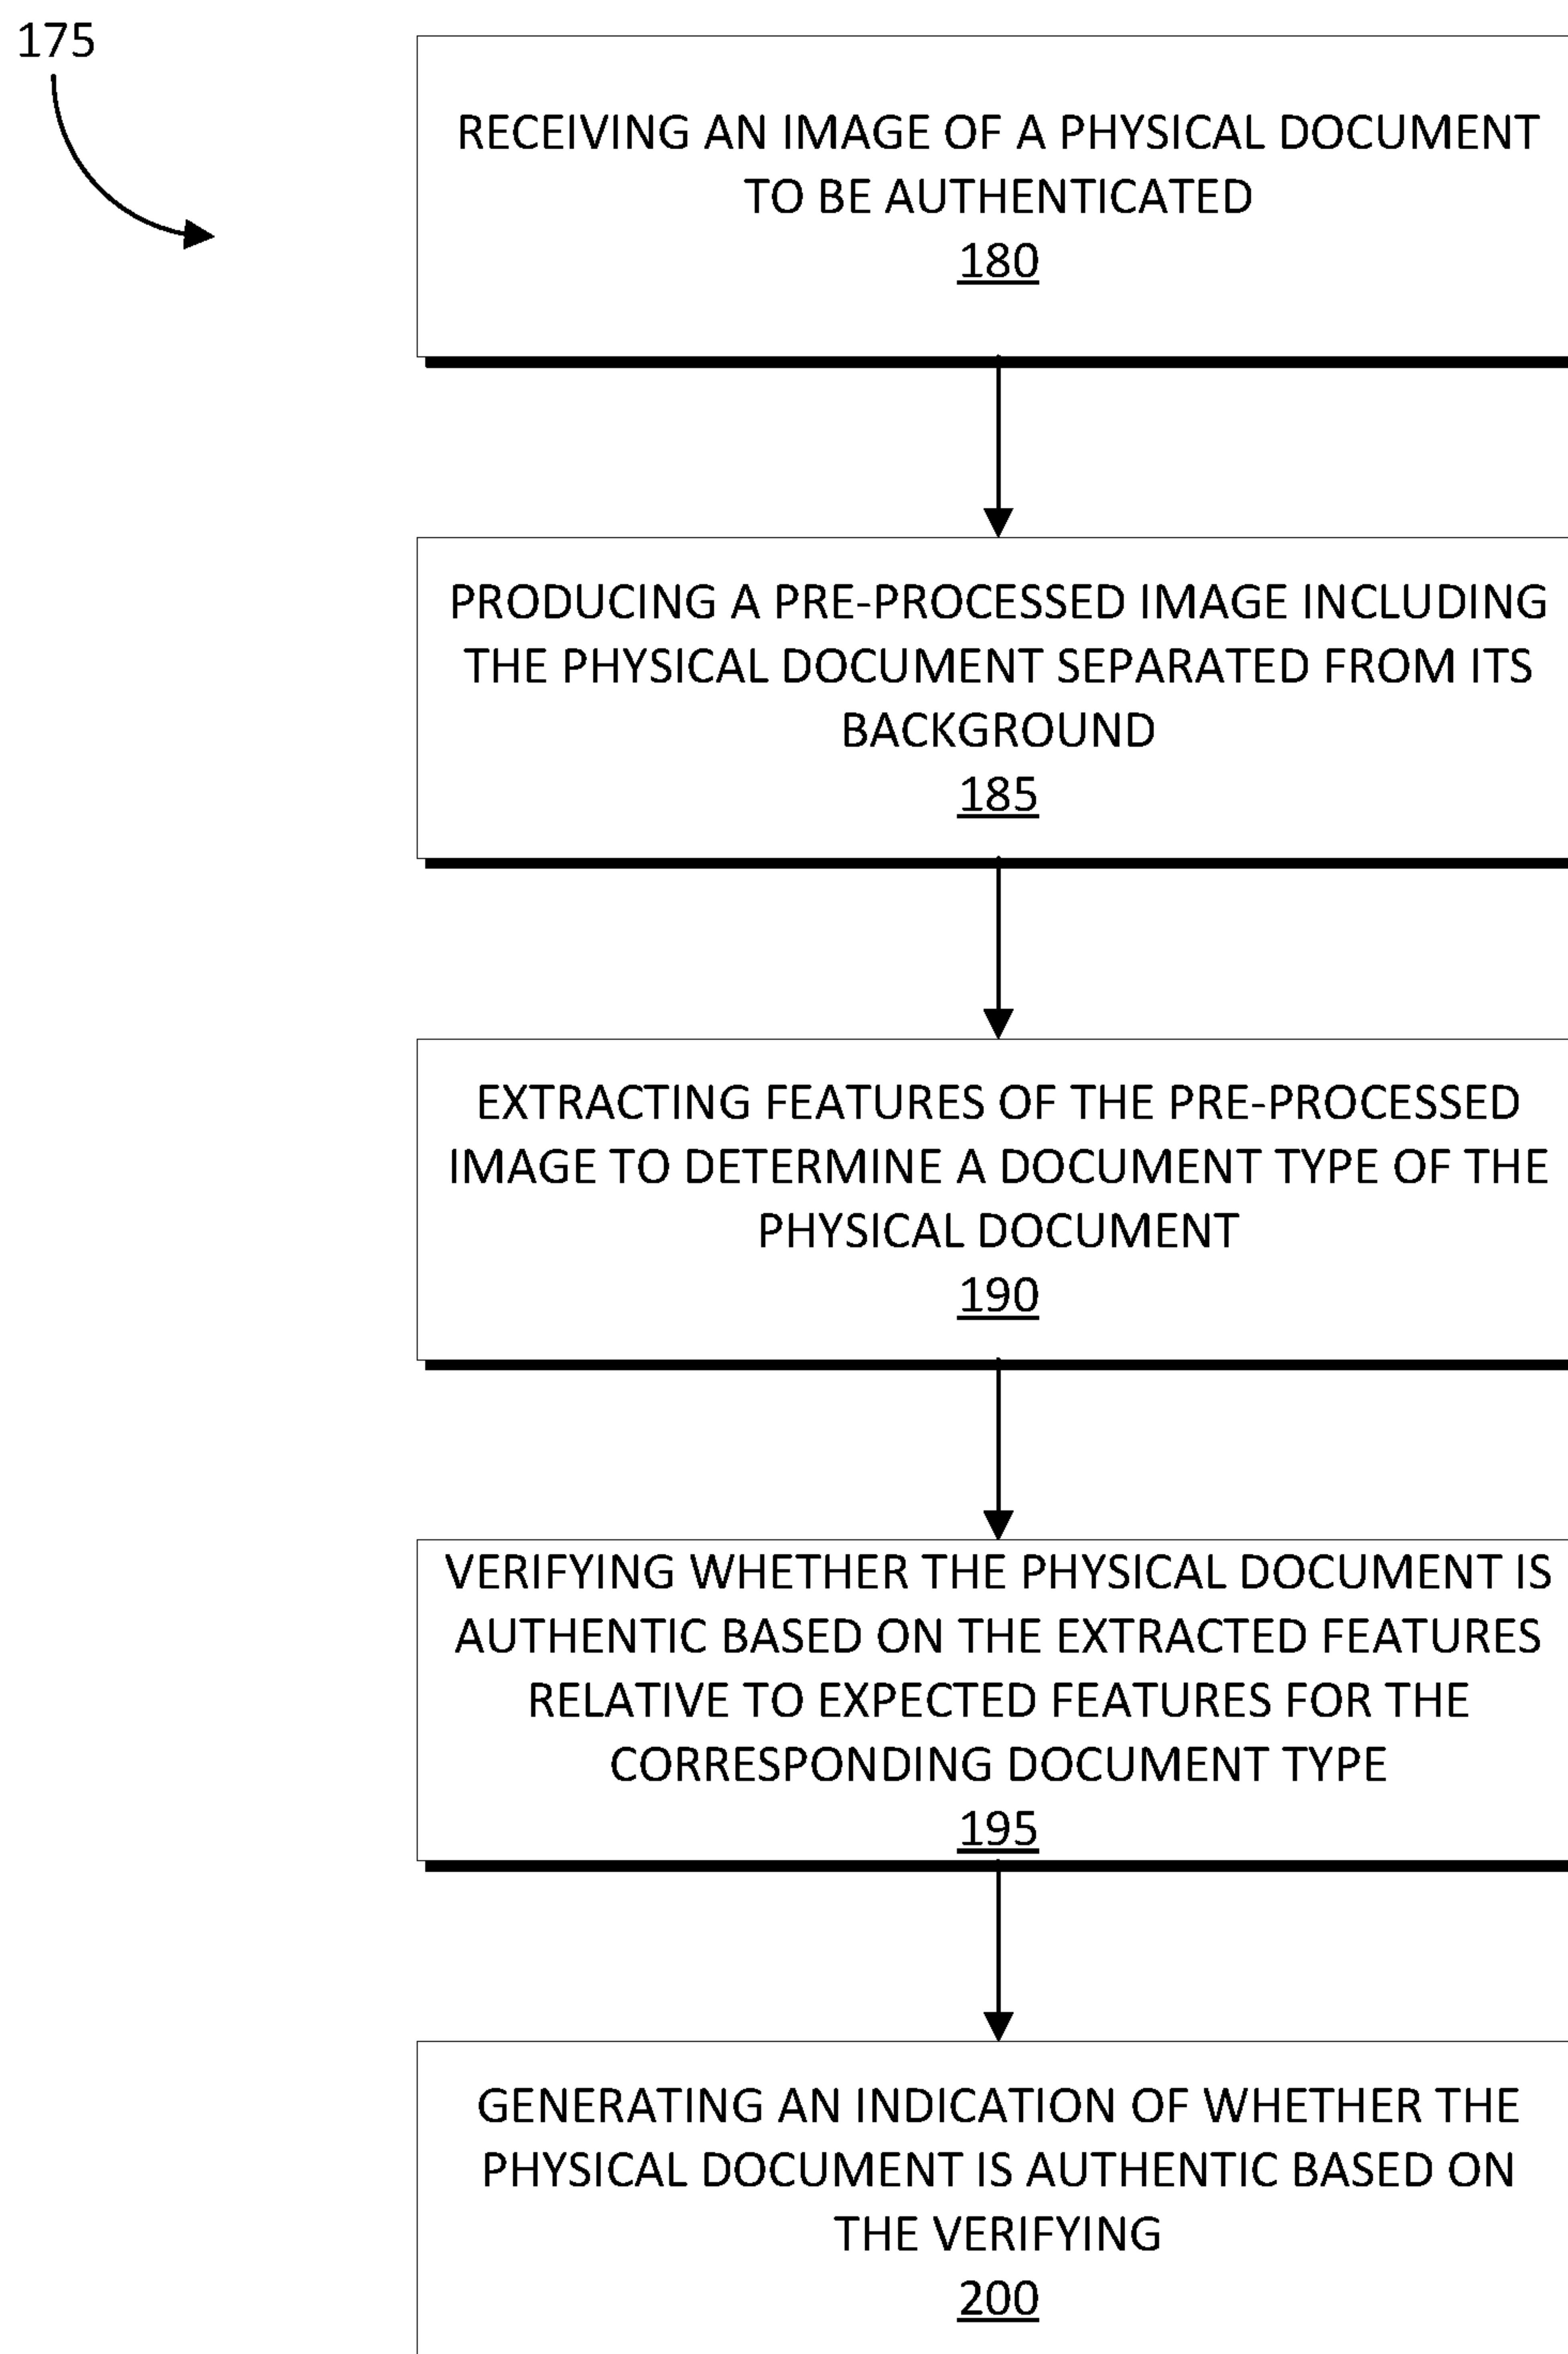 175
RECEIVING AN IMAGE OF A PHYSICAL DOCUMENT
TO BE AUTHENTICATED
180
PRODUCING A PRE-PROCESSED IMAGE INCLUDING
THE PHYSICAL DOCUMENT SEPARATED FROM ITS
BACKGROUND
185
EXTRACTING FEATURES OF THE PRE-PROCESSED
IMAGE TO DETERMINE A DOCUMENT TYPE OF THE
PHYSICAL DOCUMENT
190
VERIFYING WHETHER THE PHYSICAL DOCUMENT IS
AUTHENTIC BASED ON THE EXTRACTED FEATURES
RELATIVE TO EXPECTED FEATURES FOR THE
CORRESPONDING DOCUMENT TYPE
195
GENERATING AN INDICATION OF WHETHER THE
PHYSICAL DOCUMENT IS AUTHENTIC BASED ON
THE VERIFYING
200